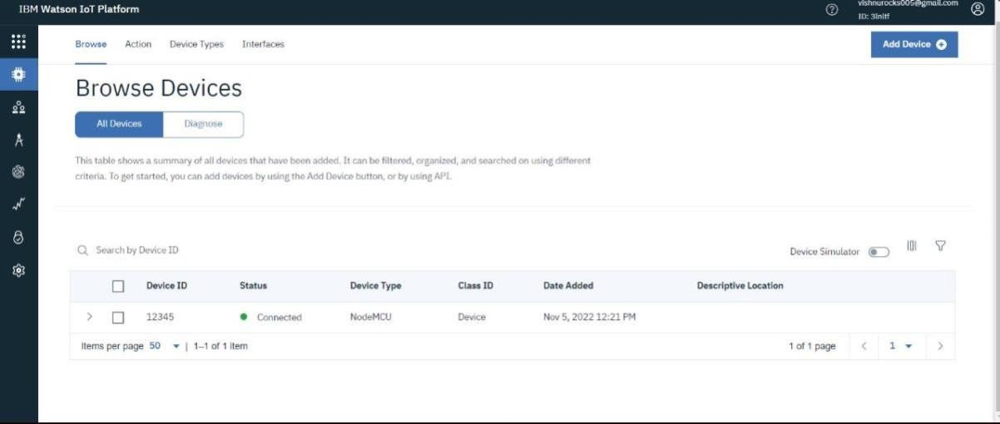 IBM Watson IoT Platform
vishnurocks005@gmail.com
ID: 3inltf
Browse Action Device Types Interfaces
Add Device
Browse Devices
All Devices Diagnose
This table shows a summary of all devices that have been added. It can be filtered, organized, and searched on using different
criteria. To get started, you can add devices by using the Add Device button, or by using API.
Search by Device ID
Device Simulator
Device ID Status Device Type Class ID Date Added Descriptive Location
12345 Connected NodeMCU Device Nov 5, 2022 12:21 PM
Items per page 50 | 1–1 of 1 item 1 of 1 page 1